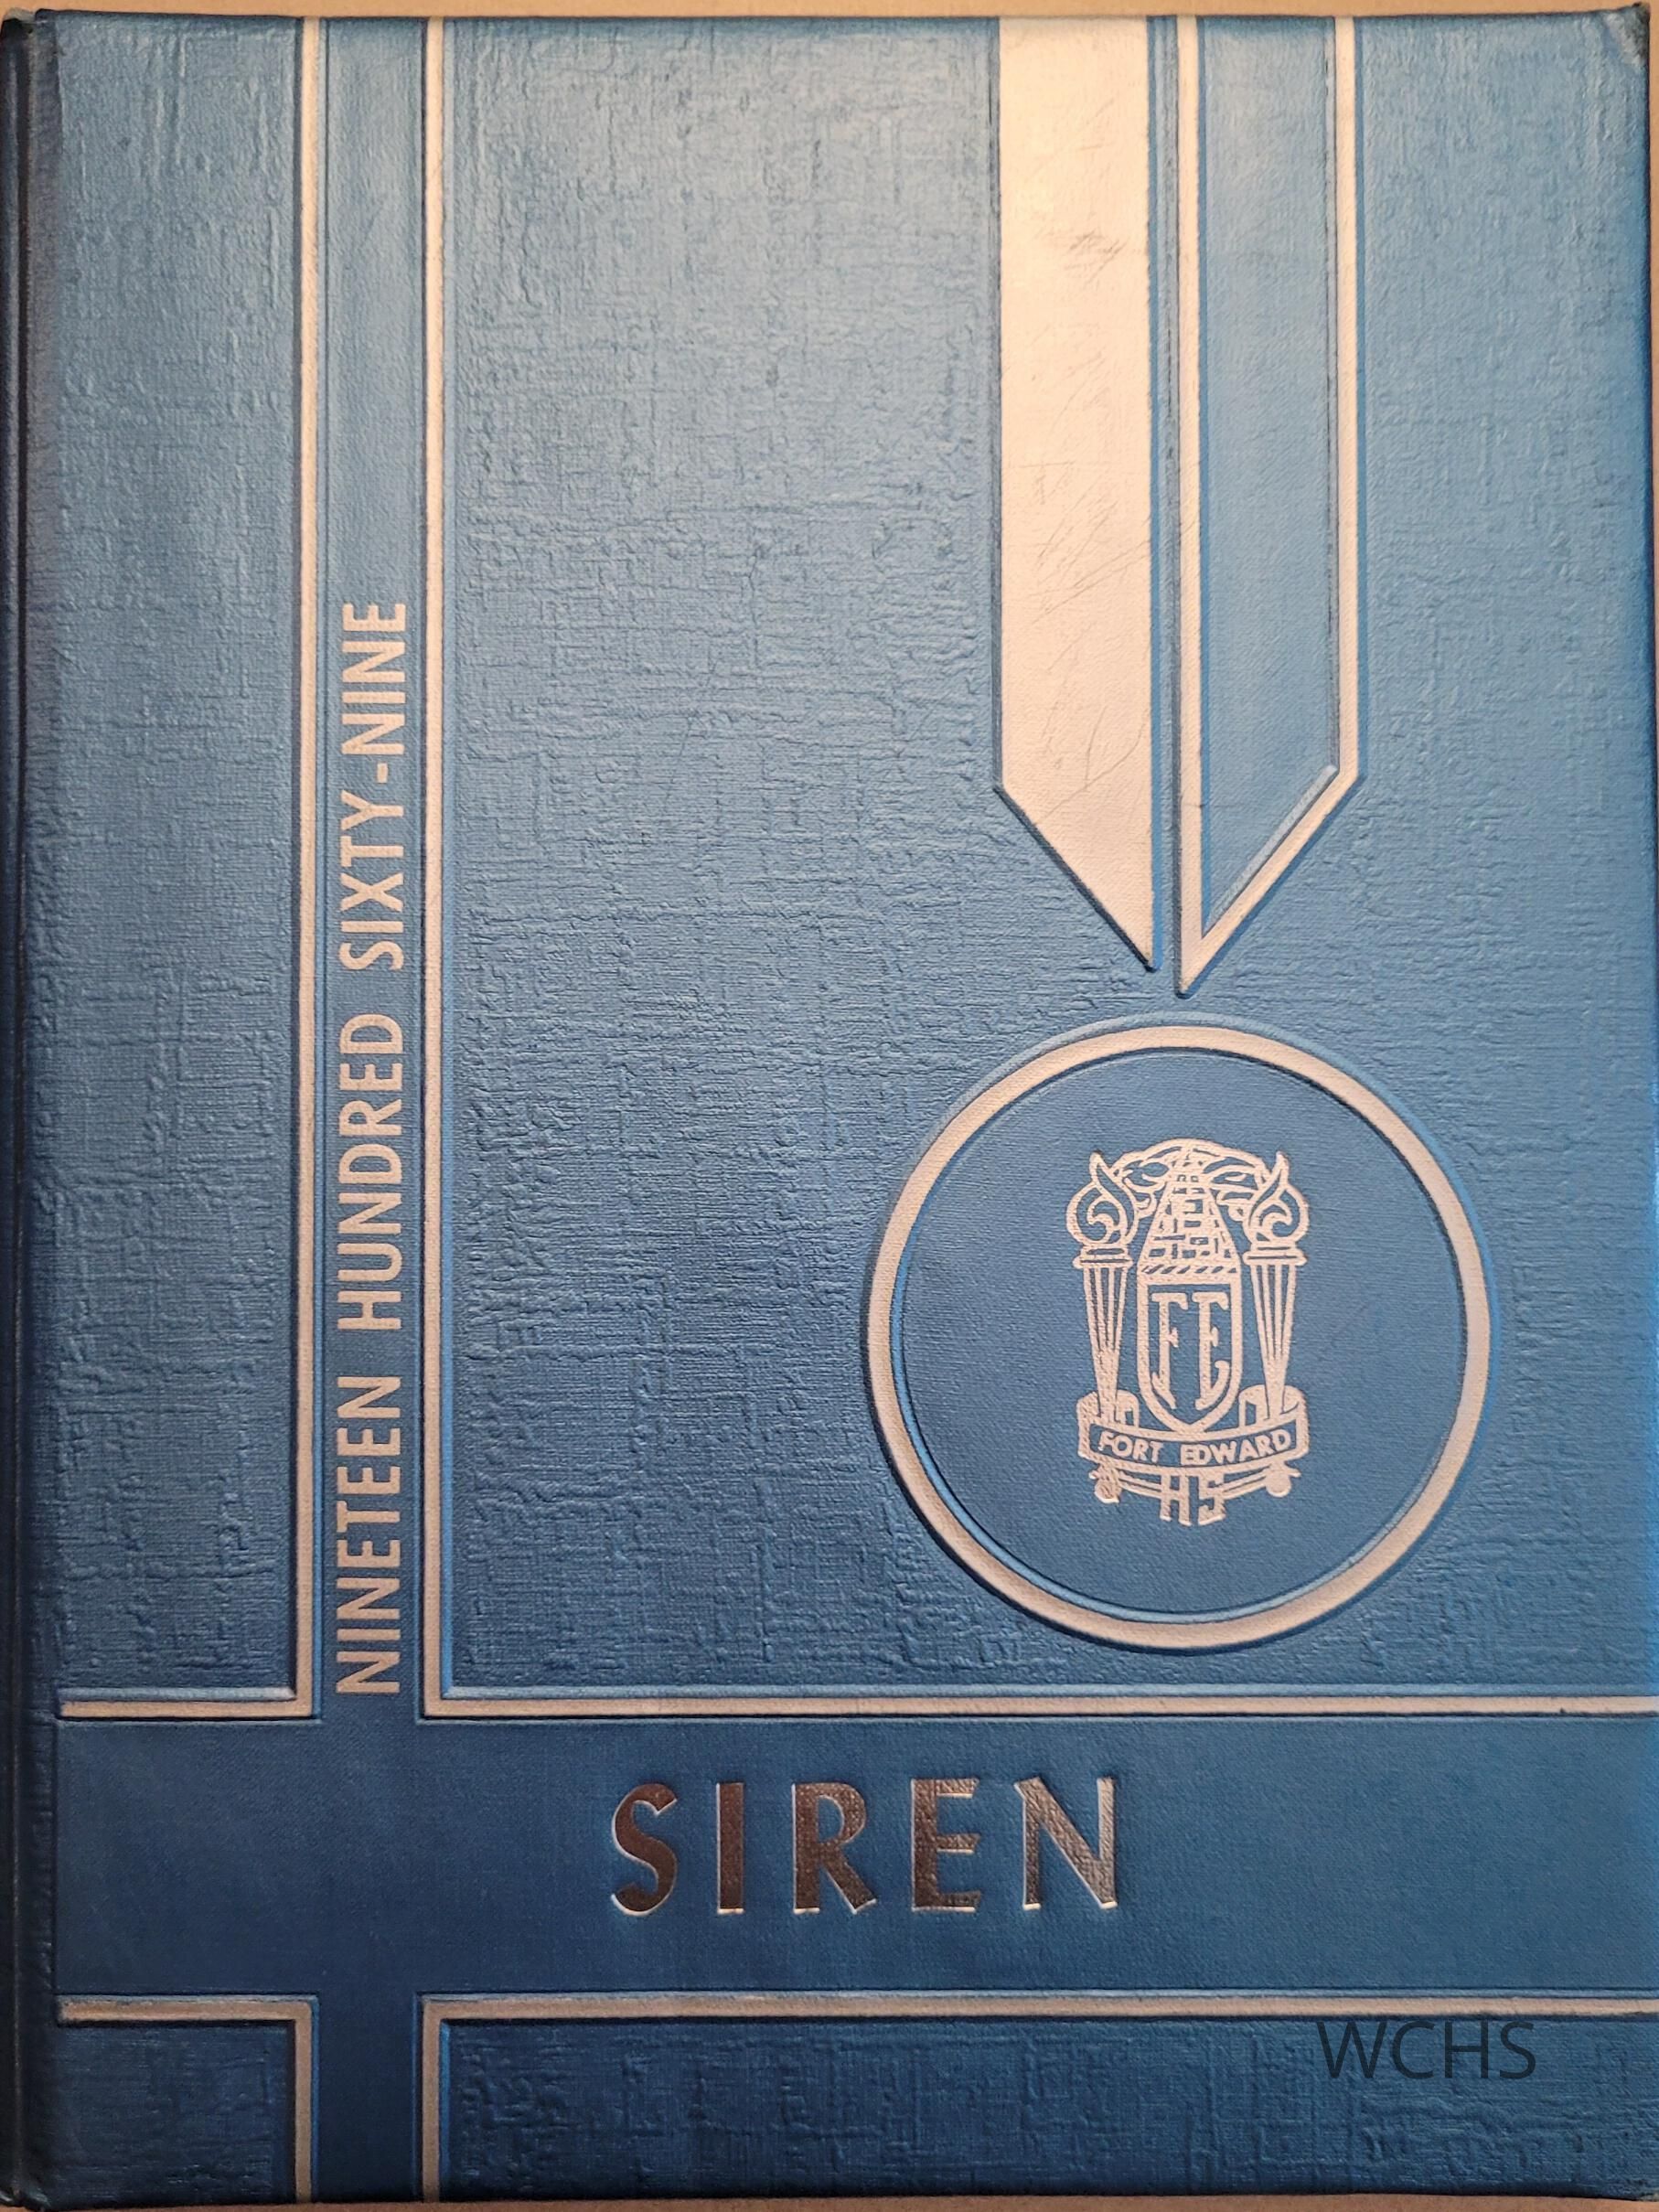 NINETEEN HUNDRED SIXTY-NINE
FE
FORT EDWARD
HS
SIREN
WCHS